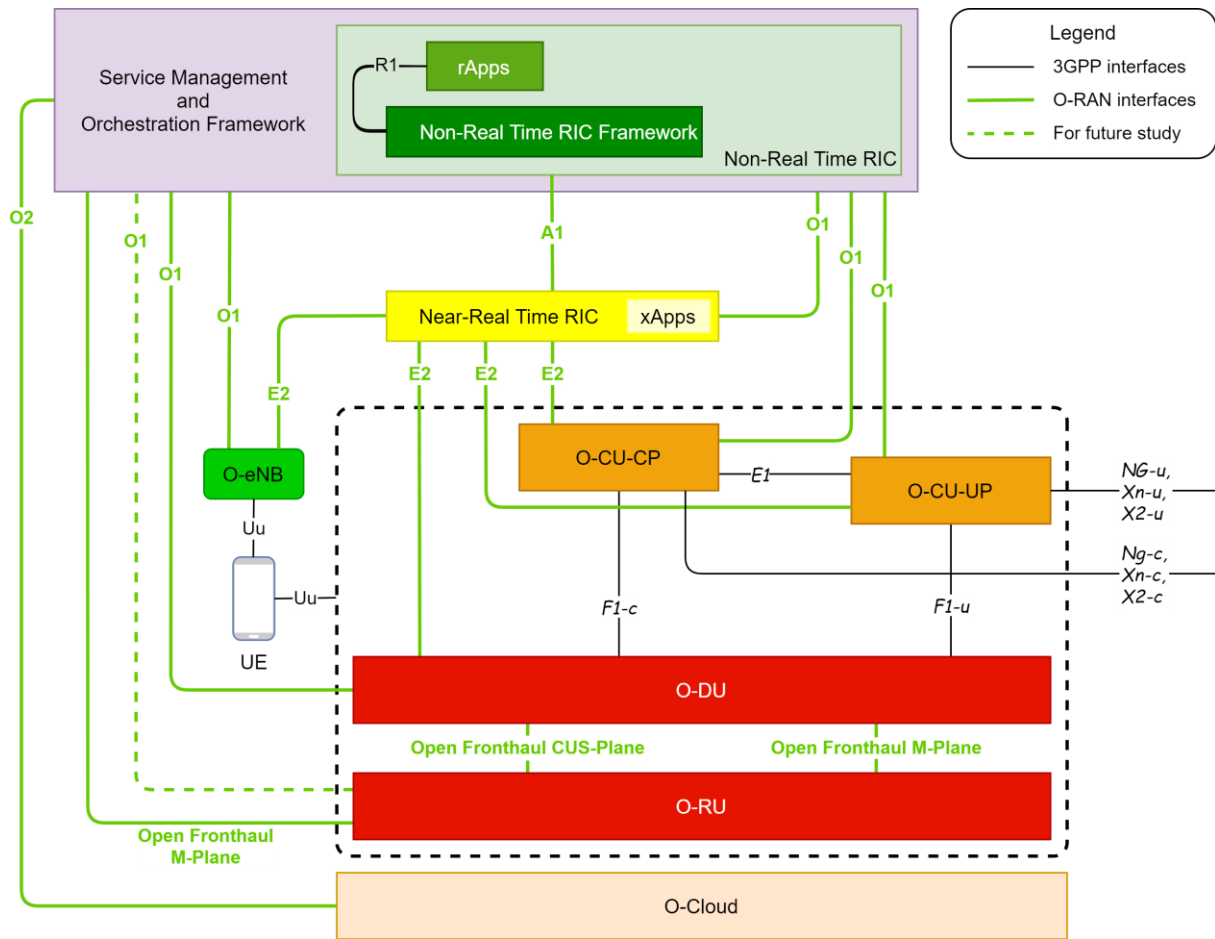 Service Management
and
Orchestration Framework
R1
rApps
Non-Real Time RIC Framework
Non-Real Time RIC
Legend
3GPP interfaces
O-RAN interfaces
For future study
O2
O1
O1
O1
A1
O1
O1
O1
Near-Real Time RIC
xApps
E2
E2
E2
E2
O-eNB
Uu
Uu
UE
O-CU-CP
E1
O-CU-UP
NG-u,
Xn-u,
X2-u
Ng-c,
Xn-c,
X2-c
F1-c
F1-u
O-DU
Open Fronthaul CUS-Plane
Open Fronthaul M-Plane
O-RU
Open Fronthaul
M-Plane
O-Cloud